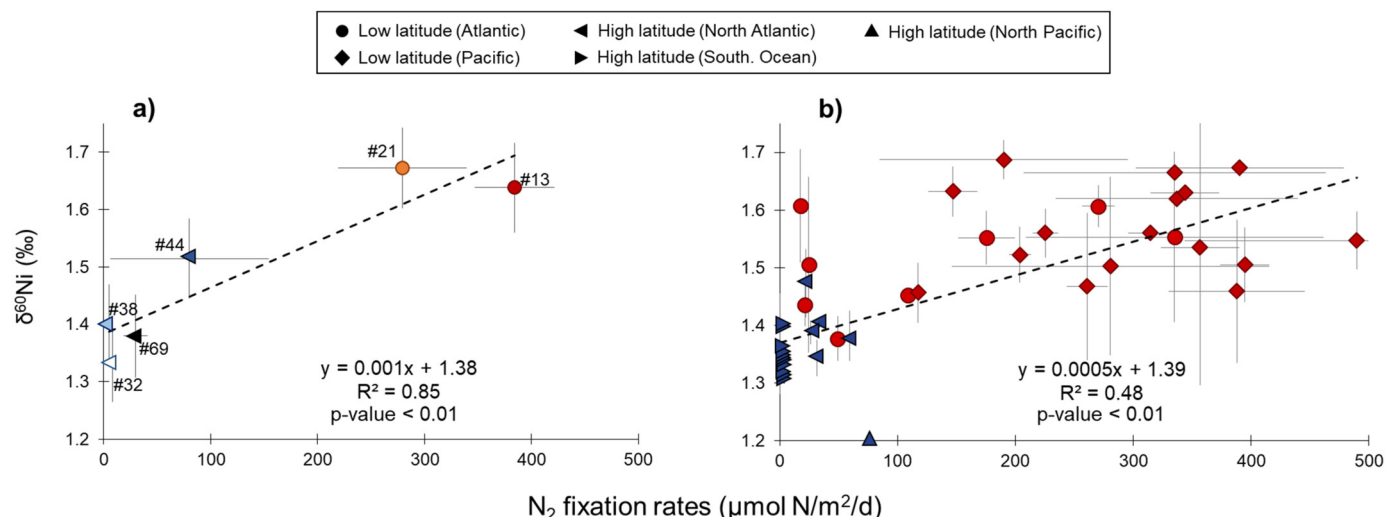 Low latitude (Atlantic)
High latitude (North Atlantic)
High latitude (North Pacific)
Low latitude (Pacific)
High latitude (South. Ocean)
a)
b)
δ⁶⁰Ni (‰)
1.7
1.6
1.5
1.4
1.3
1.2
#21
#13
#44
#38
#69
#32
y = 0.001x + 1.38
R² = 0.85
p-value < 0.01
0
100
200
300
400
500
1.7
1.6
1.5
1.4
1.3
1.2
y = 0.0005x + 1.39
R² = 0.48
p-value < 0.01
0
100
200
300
400
500
N₂ fixation rates (μmol N/m²/d)